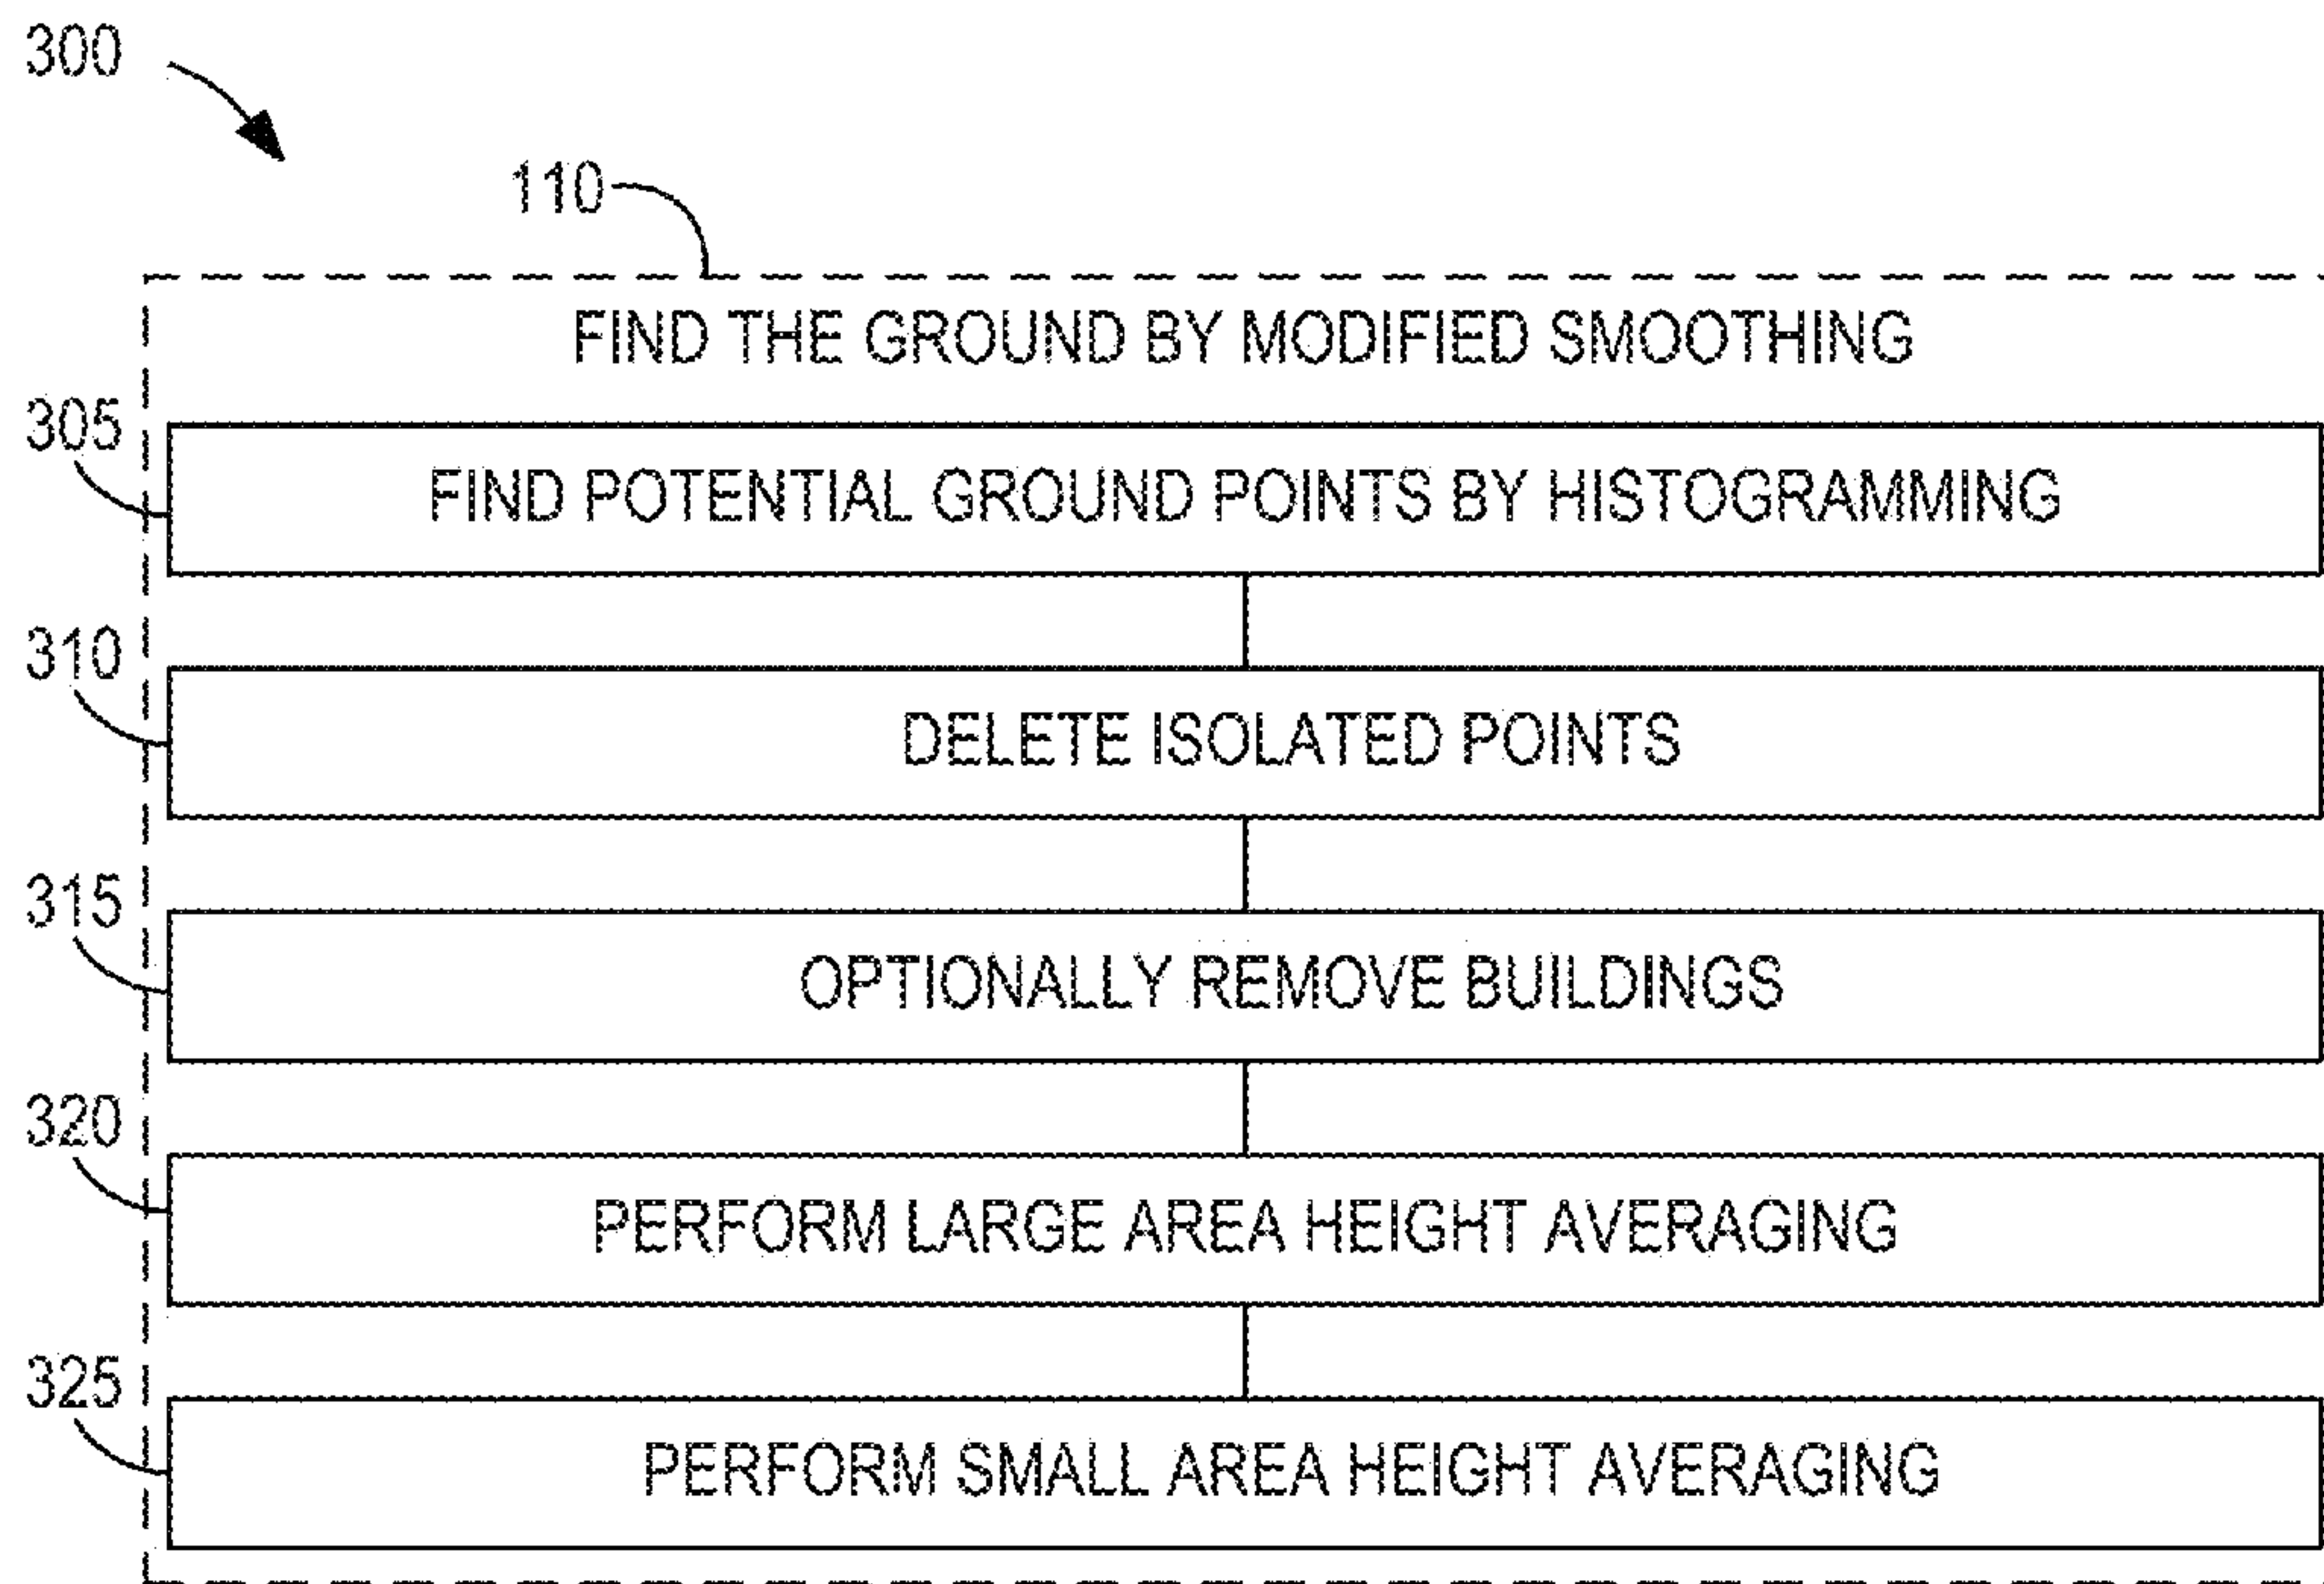 300
110
FIND THE GROUND BY MODIFIED SMOOTHING
305
FIND POTENTIAL GROUND POINTS BY HISTOGRAMMING
310
DELETE ISOLATED POINTS
315
OPTIONALLY REMOVE BUILDINGS
320
PERFORM LARGE AREA HEIGHT AVERAGING
325
PERFORM SMALL AREA HEIGHT AVERAGING